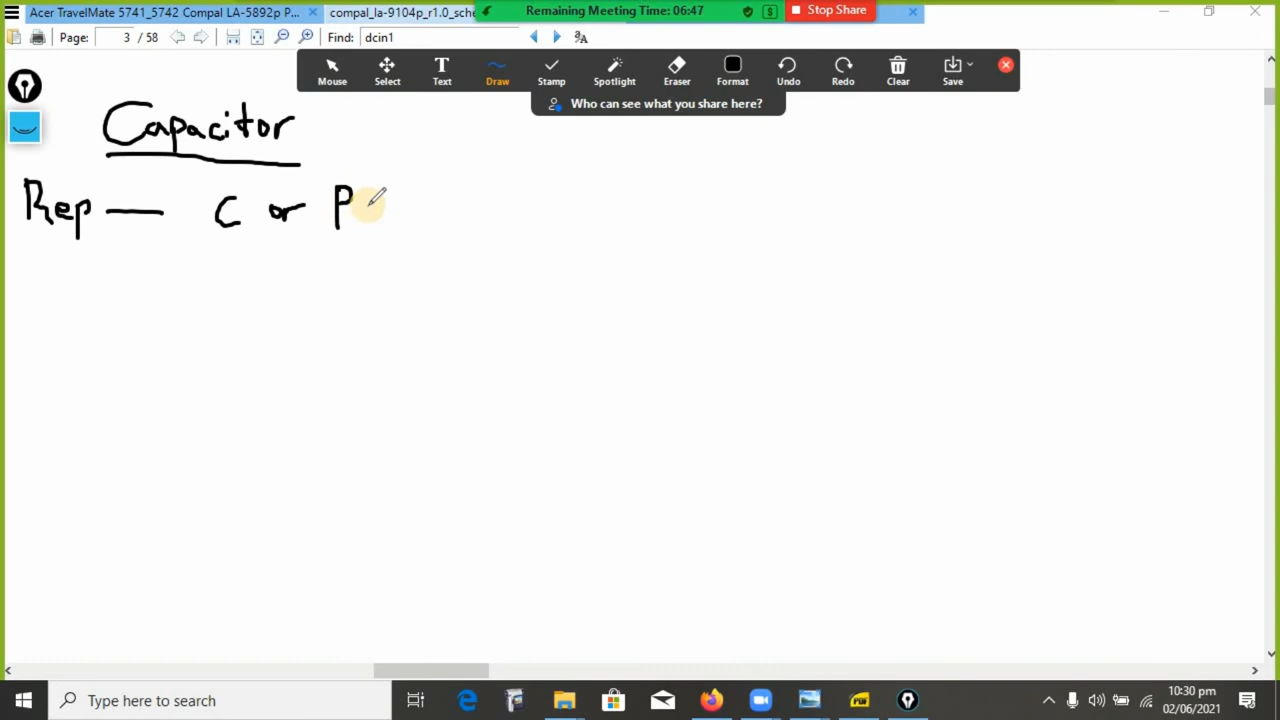 Acer TravelMate 5741_5742 Compal LA-5892p P...
compal_la-9104p_r1.0_sche
Remaining Meeting Time: 06:47
Stop Share
Page: 3 / 58
Find: dcin1
Mouse
Select
Text
Draw
Stamp
Spotlight
Eraser
Format
Undo
Redo
Clear
Save
Who can see what you share here?
Capacitor
Rep — C or P
Type here to search
10:30 pm
02/06/2021